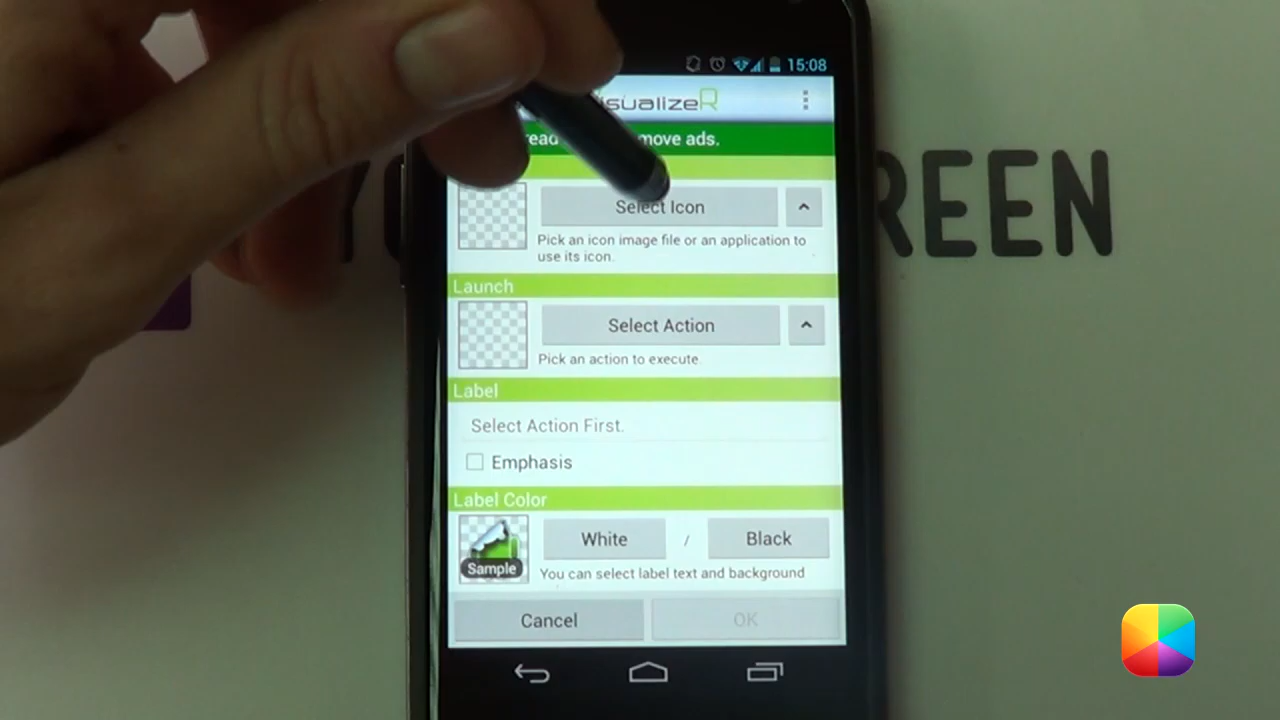 15:08
sualizeR
move ads.
Select Icon
Pick an icon image file or an application to
use its icon.
Launch
Select Action
Pick an action to execute.
Label
Select Action First.
Emphasis
Label Color
Sample
White / Black
You can select label text and background
Cancel
OK
REEN